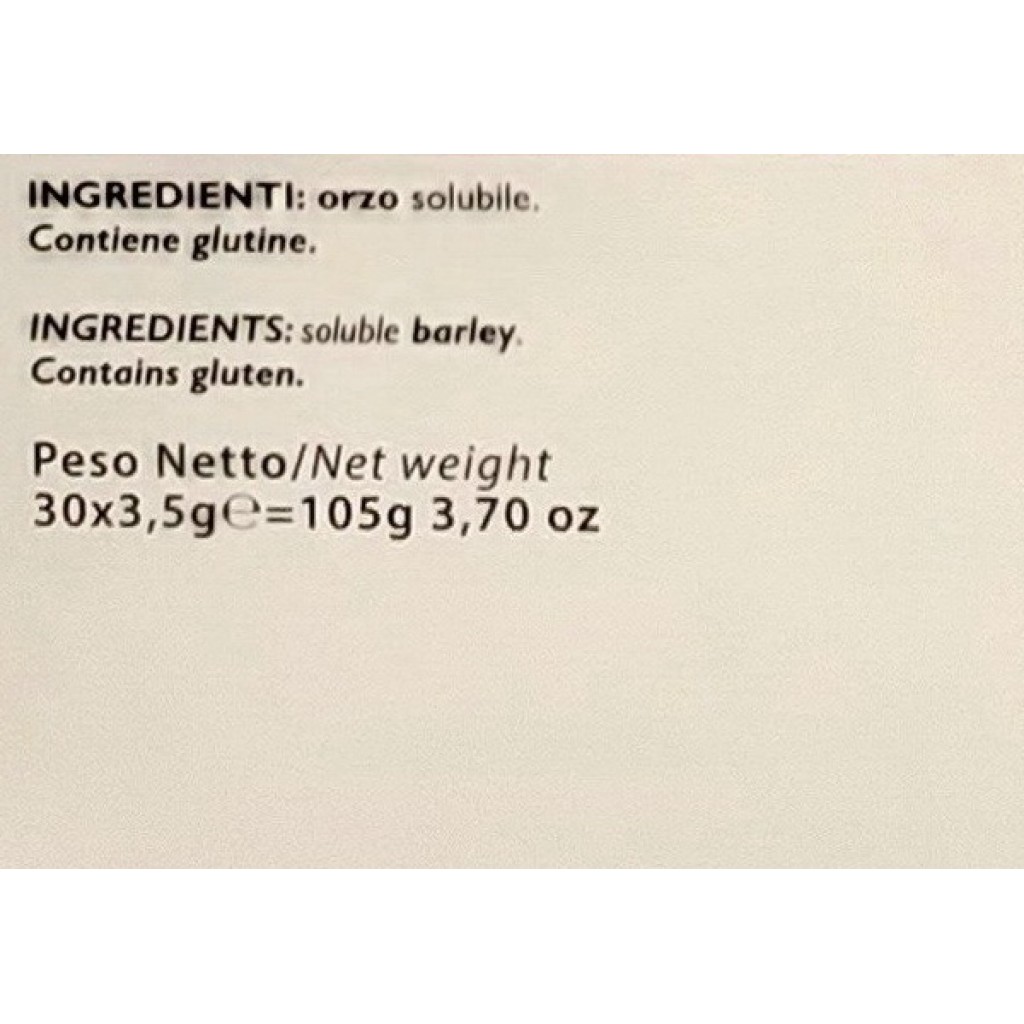 INGREDIENTI: orzo solubile.
Contiene glutine.
INGREDIENTS: soluble barley.
Contains gluten.
Peso Netto/Net weight
30x3,5g℮=105g 3,70 oz